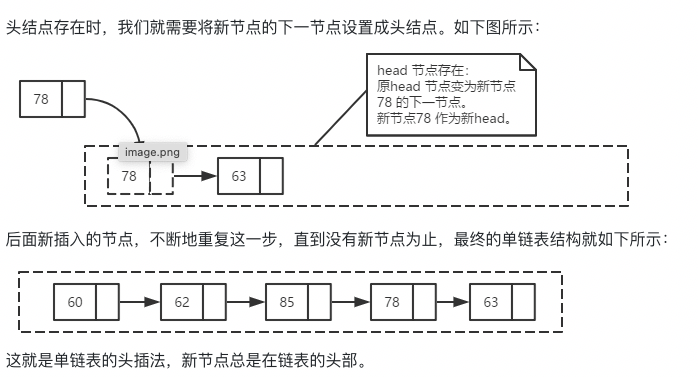 头结点存在时，我们就需要将新节点的下一节点设置成头结点。如下图所示：
head 节点存在：
原head 节点变为新节点
78 的下一节点。
新节点78 作为新head。
78
image.png
78
63
后面新插入的节点，不断地重复这一步，直到没有新节点为止，最终的单链表结构就如下所示：
60
62
85
78
63
这就是单链表的头插法，新节点总是在链表的头部。